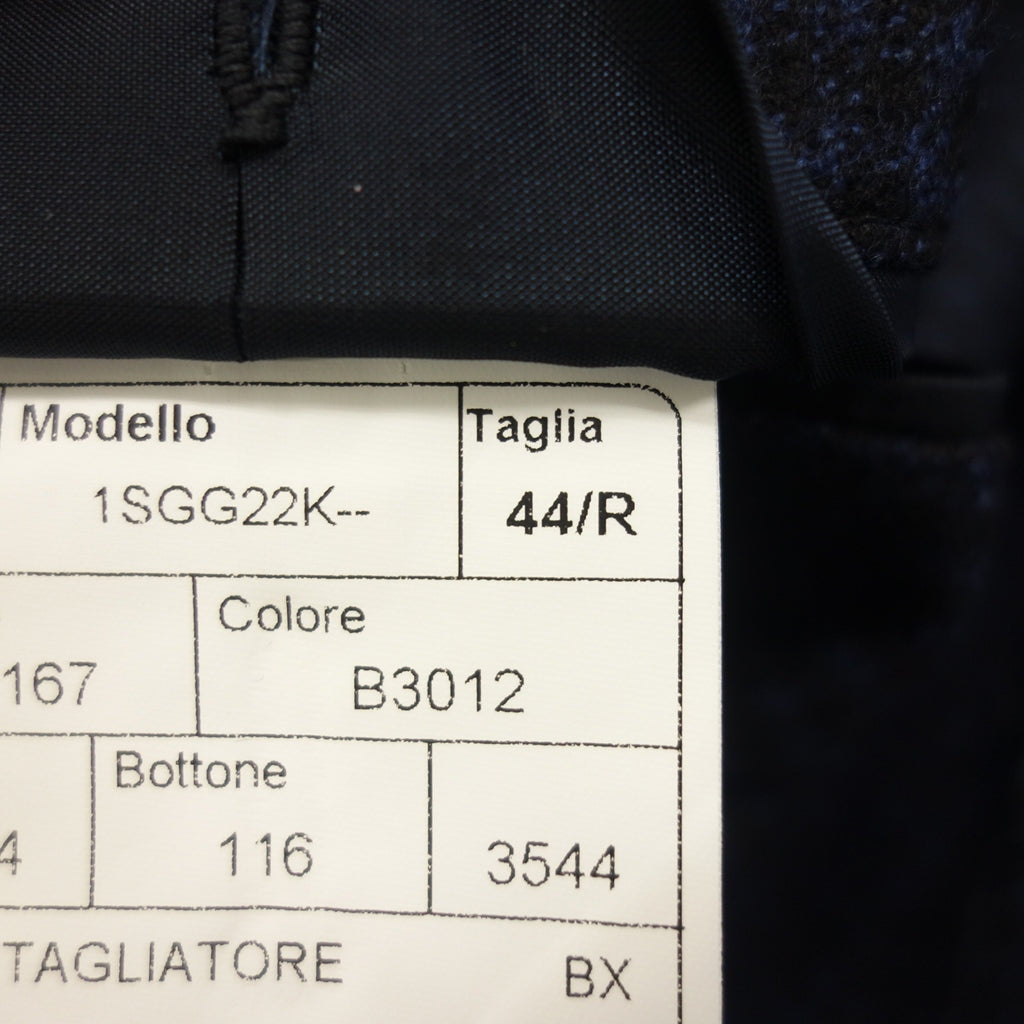 Modello Taglia
1SGG22K-- 44/R
Colore
167 B3012
Bottone
4 116 3544
TAGLIATORE BX